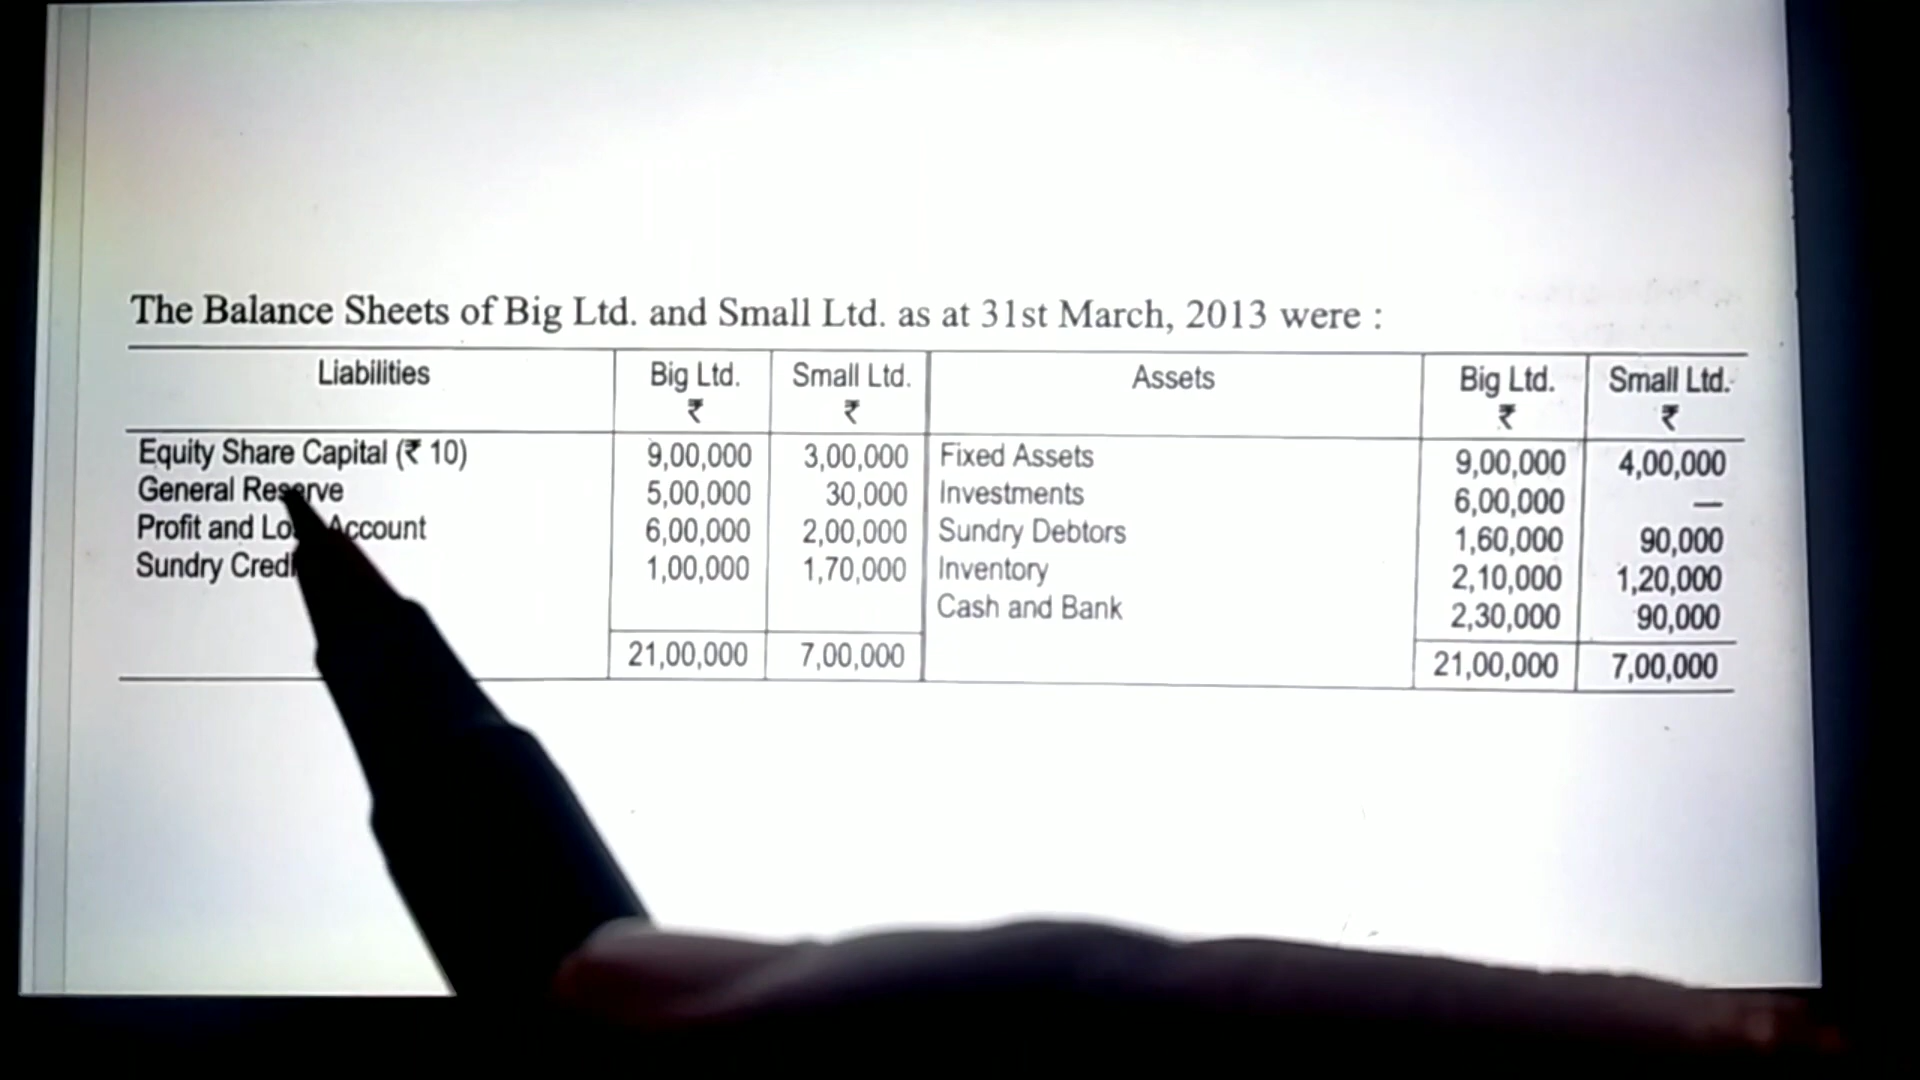 The Balance Sheets of Big Ltd. and Small Ltd. as at 31st March, 2013 were :
Liabilities Big Ltd. ₹ Small Ltd. ₹ Assets Big Ltd. ₹ Small Ltd. ₹
Equity Share Capital (₹ 10) 9,00,000 3,00,000 Fixed Assets 9,00,000 4,00,000
General Reserve 5,00,000 30,000 Investments 6,00,000 —
Profit and Account 6,00,000 2,00,000 Sundry Debtors 1,60,000 90,000
Sundry 1,00,000 1,70,000 Inventory 2,10,000 1,20,000
Cash and Bank 2,30,000 90,000
21,00,000 7,00,000 21,00,000 7,00,000